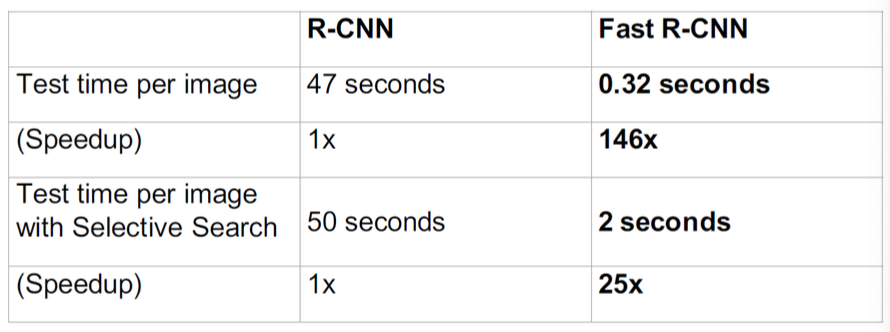 R-CNN Fast R-CNN
Test time per image 47 seconds 0.32 seconds
(Speedup) 1x 146x
Test time per image
with Selective Search 50 seconds 2 seconds
(Speedup) 1x 25x